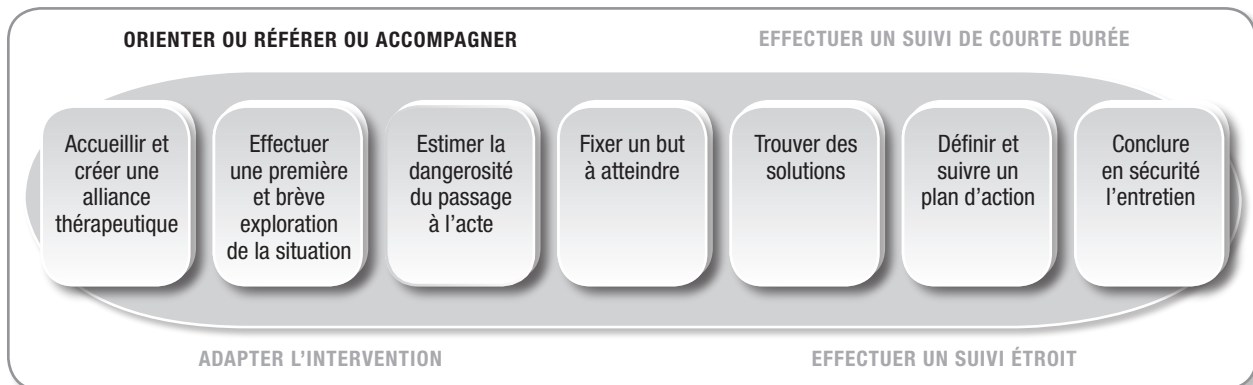 ORIENTER OU RÉFÉRER OU ACCOMPAGNER
EFFECTUER UN SUIVI DE COURTE DURÉE
Accueillir et
créer une
alliance
thérapeutique
Effectuer
une première
et brève
exploration
de la situation
Estimer la
dangerosité
du passage
à l’acte
Fixer un but
à atteindre
Trouver des
solutions
Définir et
suivre un
plan d’action
Conclure
en sécurité
l’entretien
ADAPTER L’INTERVENTION
EFFECTUER UN SUIVI ÉTROIT